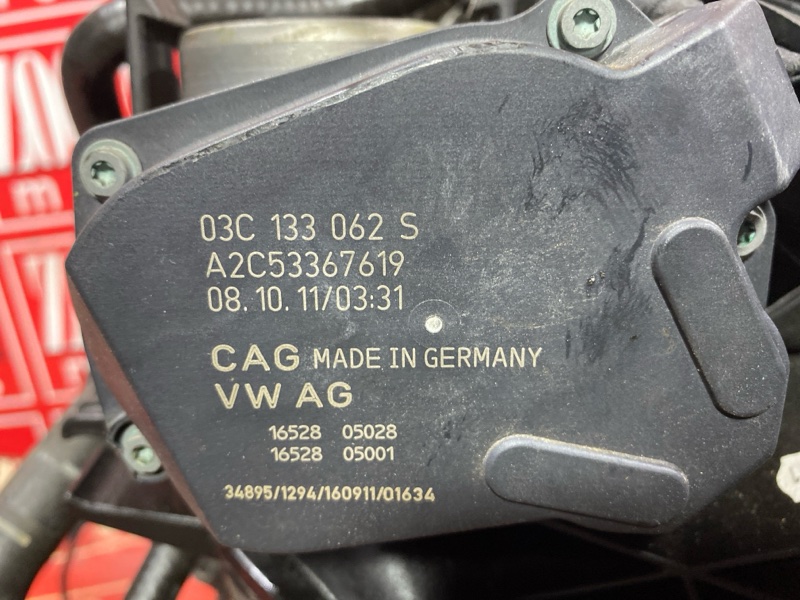 03C 133 062 S
A2C53367619
08.10.11/03:31
CAG MADE IN GERMANY
VW AG
16528 05028
16528 05001
34895/1294/160911/01634